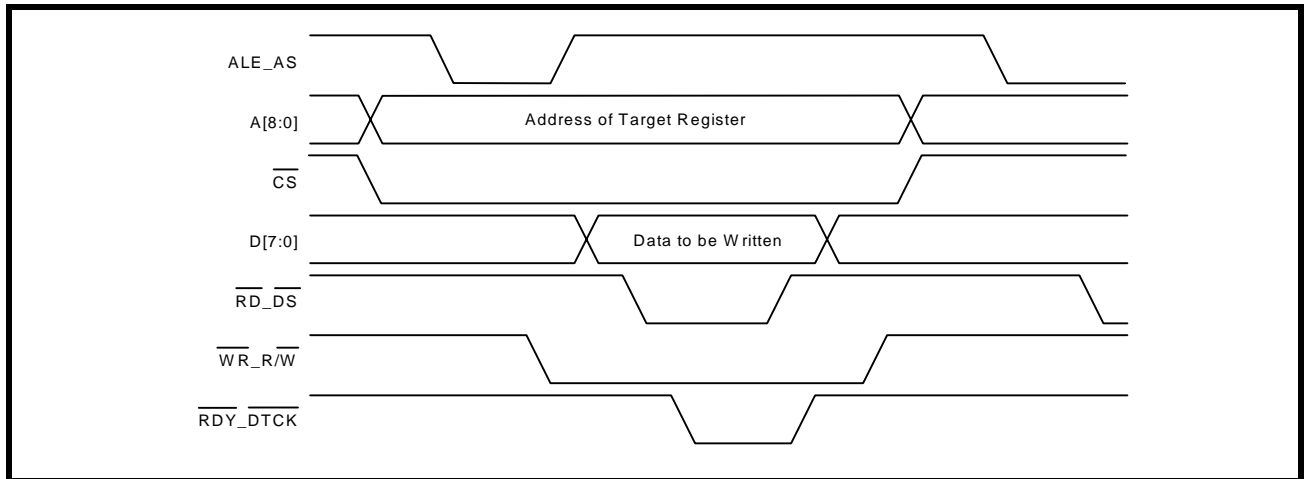 ALE_AS
A[8:0]
Address of Target Register
CS
D[7:0]
Data to be Written
RD_DS
WR_R/W
RDY_DTCK